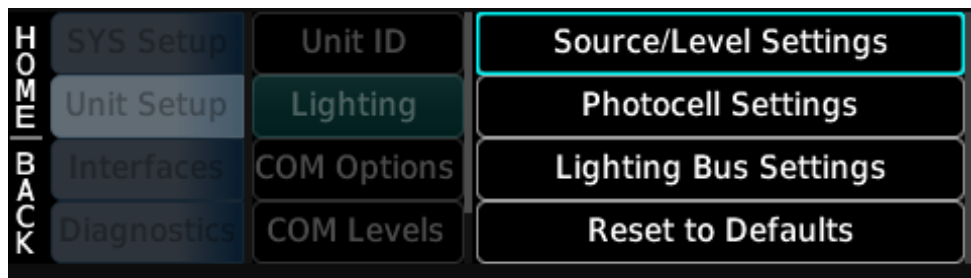 HOME
BACK
SYS Setup
Unit Setup
Interfaces
Diagnostics
Unit ID
Lighting
COM Options
COM Levels
Source/Level Settings
Photocell Settings
Lighting Bus Settings
Reset to Defaults